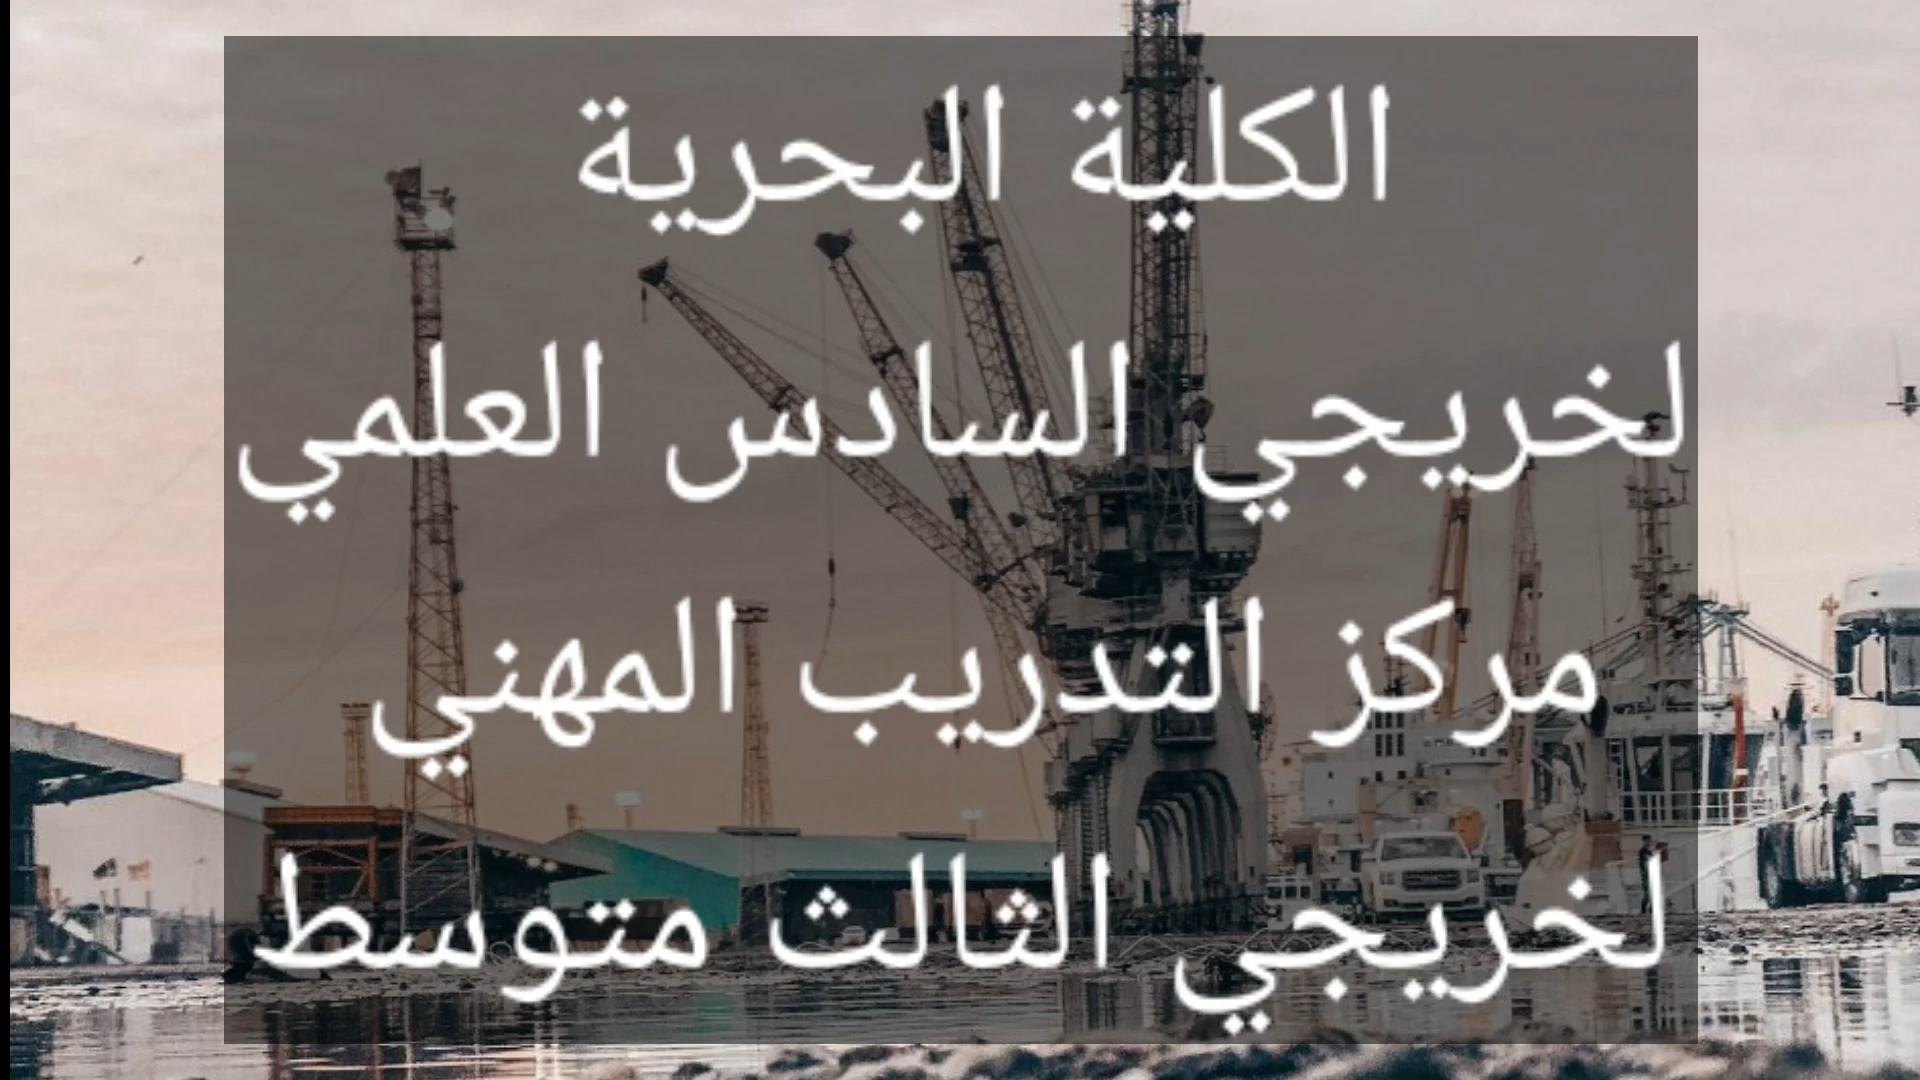 الكلية البحرية
لخريجي السادس العلمي
مركز التدريب المهني
لخريجي الثالث متوسط